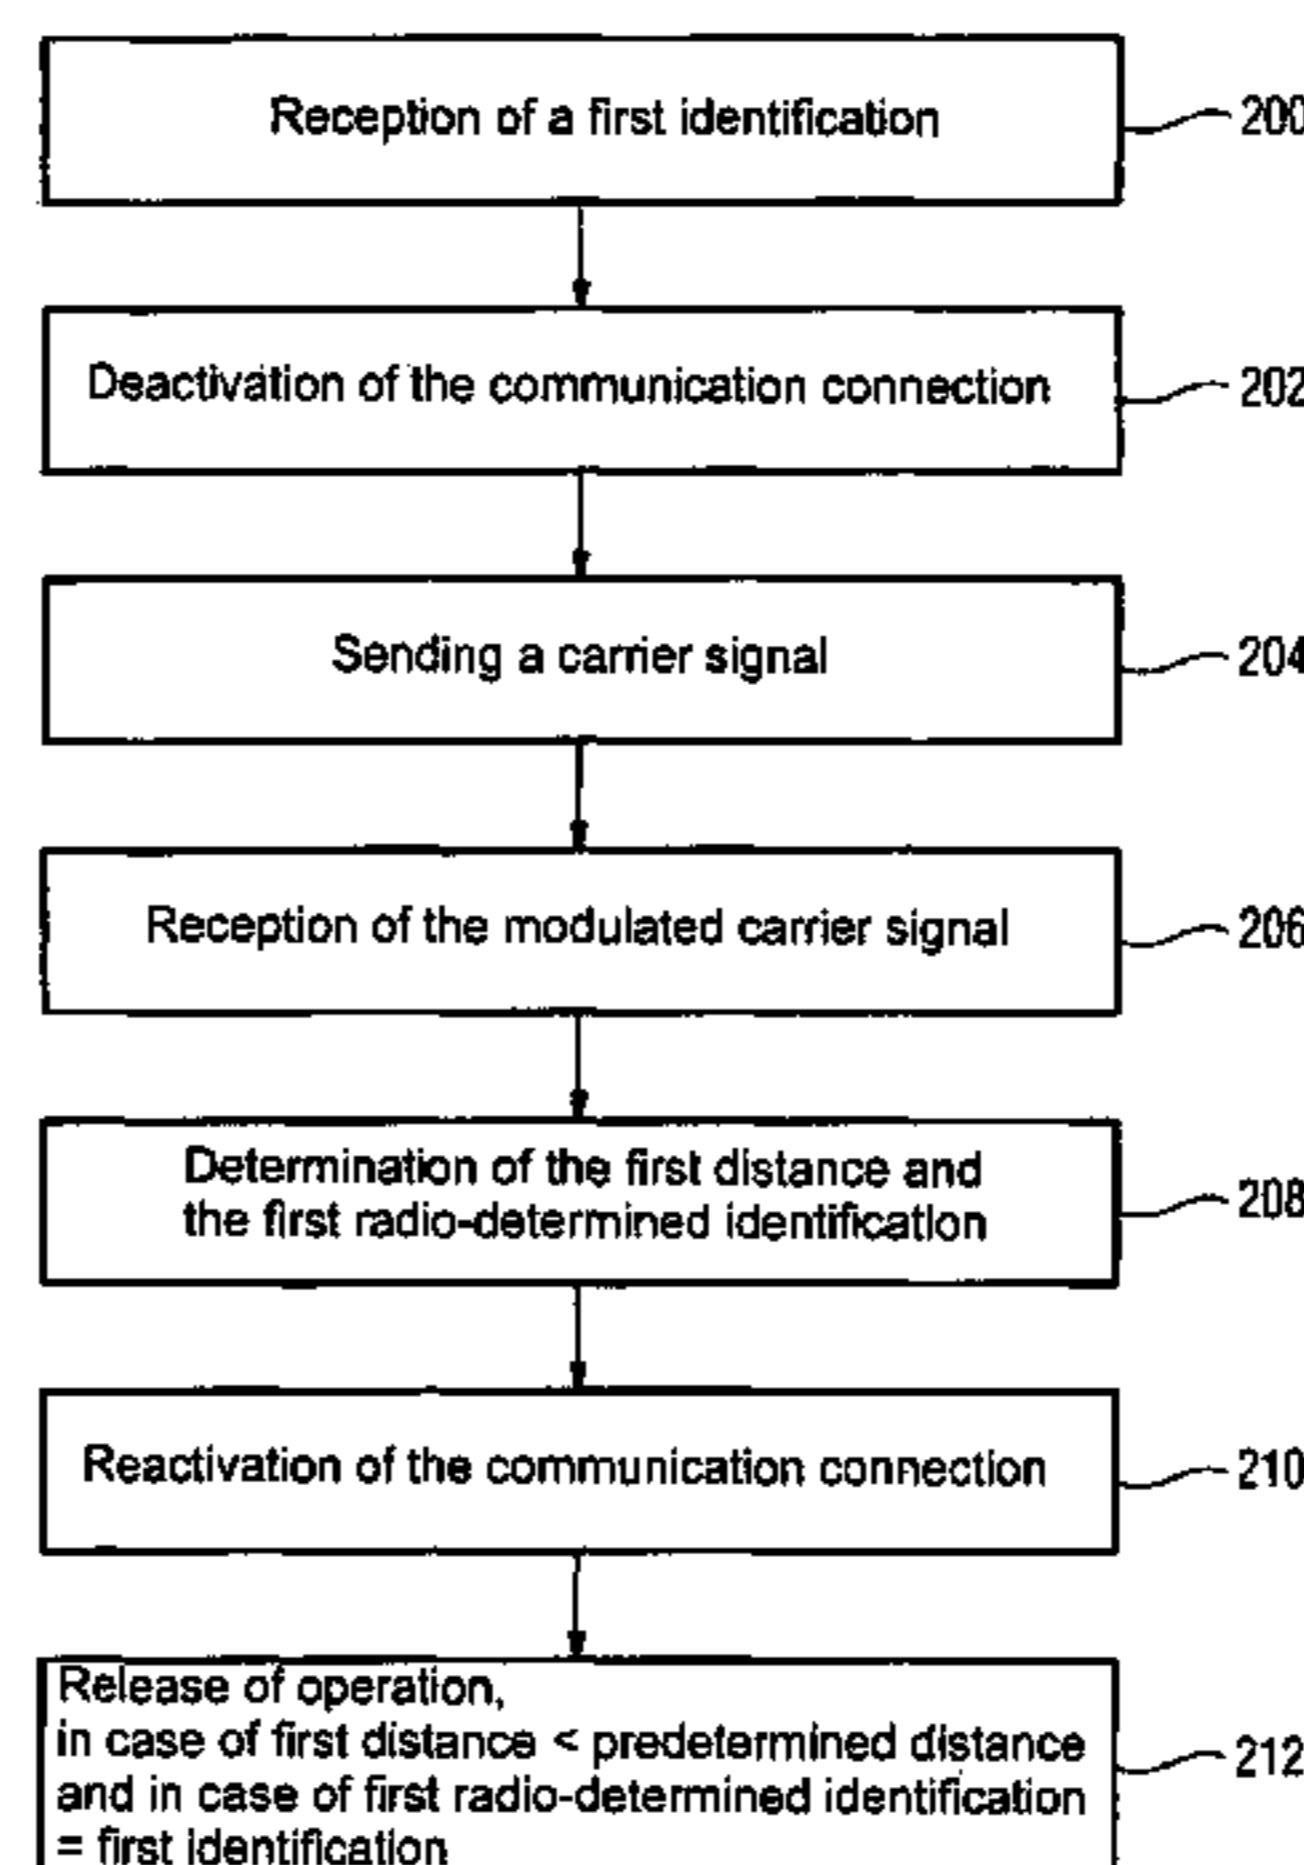 Reception of a first identification
200
Deactivation of the communication connection
202
Sending a carrier signal
204
Reception of the modulated carrier signal
206
Determination of the first distance and
the first radio-determined identification
208
Reactivation of the communication connection
210
Release of operation,
in case of first distance < predetermined distance
and in case of first radio-determined identification
= first identification
212